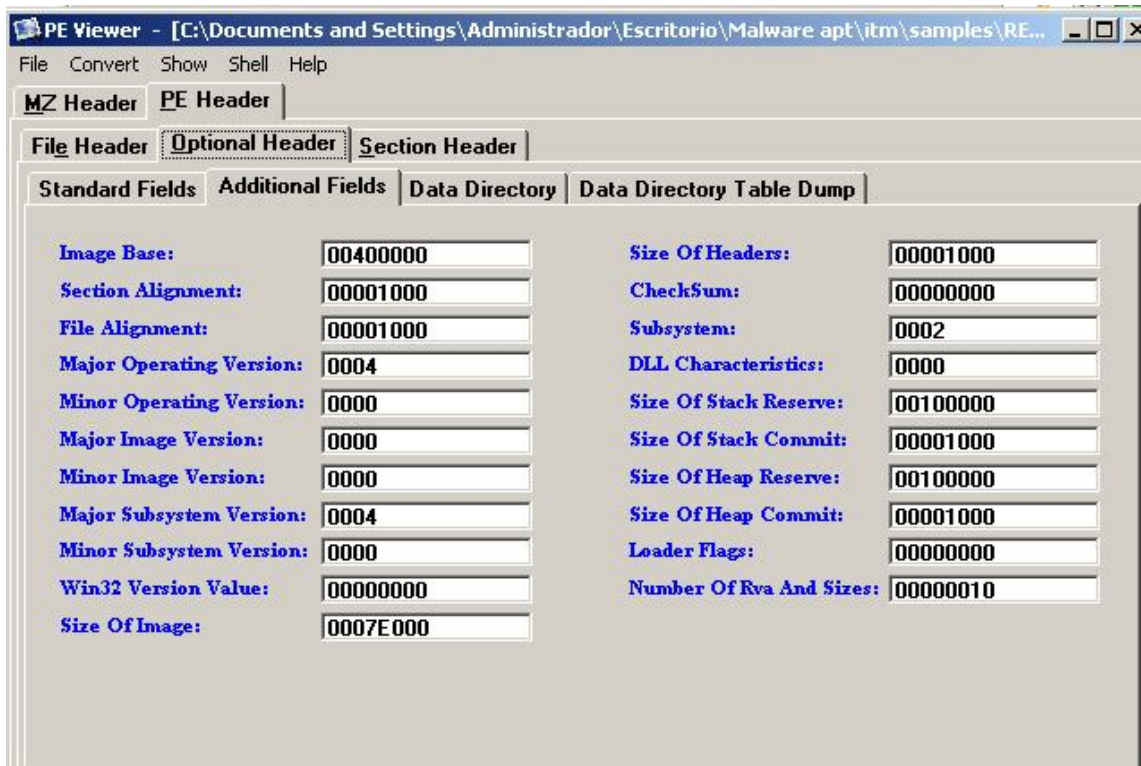 PE Viewer - [C:\Documents and Settings\Administrador\Escritorio\Malware apt\itm\samples\RE...
File Convert Show Shell Help
MZ Header PE Header
File Header Optional Header Section Header
Standard Fields Additional Fields Data Directory Data Directory Table Dump
Image Base: 00400000 Size Of Headers: 00001000
Section Alignment: 00001000 CheckSum: 00000000
File Alignment: 00001000 Subsystem: 0002
Major Operating Version: 0004 DLL Characteristics: 0000
Minor Operating Version: 0000 Size Of Stack Reserve: 00100000
Major Image Version: 0000 Size Of Stack Commit: 00001000
Minor Image Version: 0000 Size Of Heap Reserve: 00100000
Major Subsystem Version: 0004 Size Of Heap Commit: 00001000
Minor Subsystem Version: 0000 Loader Flags: 00000000
Win32 Version Value: 00000000 Number Of Rva And Sizes: 00000010
Size Of Image: 0007E000